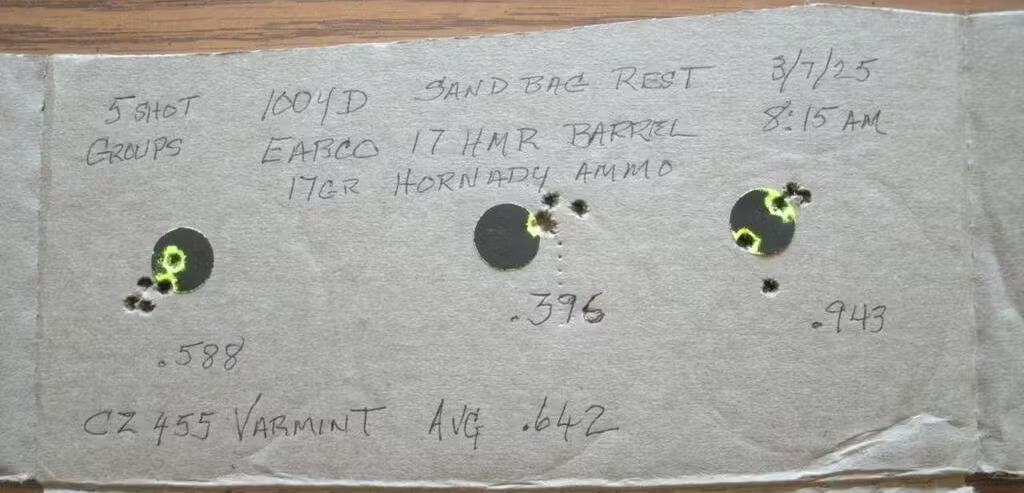 5 SHOT 100YD SAND BAG REST 3/7/25
GROUPS EABCO 17 HMR BARREL 8:15 AM
17GR HORNADY AMMO
.588 .396 .943
CZ 455 VARMINT AVG .642